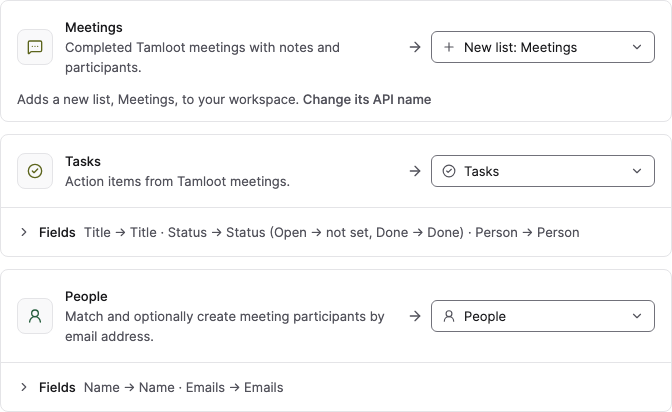 Meetings
Completed Tamloot meetings with notes and
participants.
→ + New list: Meetings
Adds a new list, Meetings, to your workspace. Change its API name
Tasks
Action items from Tamloot meetings.
→ Tasks
Fields Title → Title · Status → Status (Open → not set, Done → Done) · Person → Person
People
Match and optionally create meeting participants by
email address.
→ People
Fields Name → Name · Emails → Emails